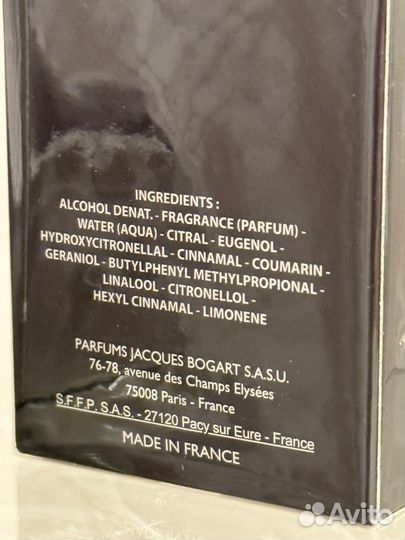 INGREDIENTS :
ALCOHOL DENAT. - FRAGRANCE (PARFUM) -
WATER (AQUA) - CITRAL - EUGENOL -
HYDROXYCITRONELLAL - CINNAMAL - COUMARIN -
GERANIOL - BUTYLPHENYL METHYLPROPIONAL -
LINALOOL - CITRONELLOL -
HEXYL CINNAMAL - LIMONENE
PARFUMS JACQUES BOGART S.A.S.U.
76-78, avenue des Champs Elysées
75008 Paris - France
S.F.F.P. S.A.S. - 27120 Pacy sur Eure - France
MADE IN FRANCE
Avito